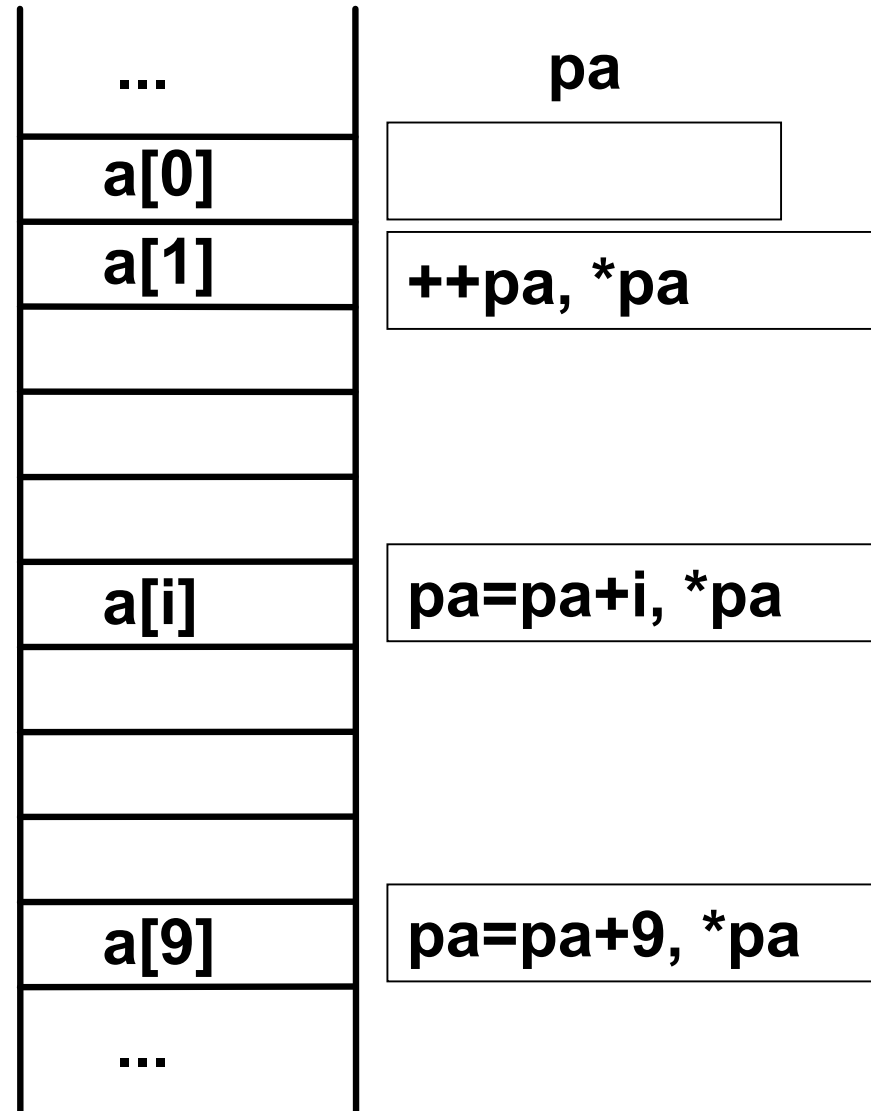 ...
pa
a[0]
a[1]
++pa, *pa
a[i]
pa=pa+i, *pa
a[9]
pa=pa+9, *pa
...